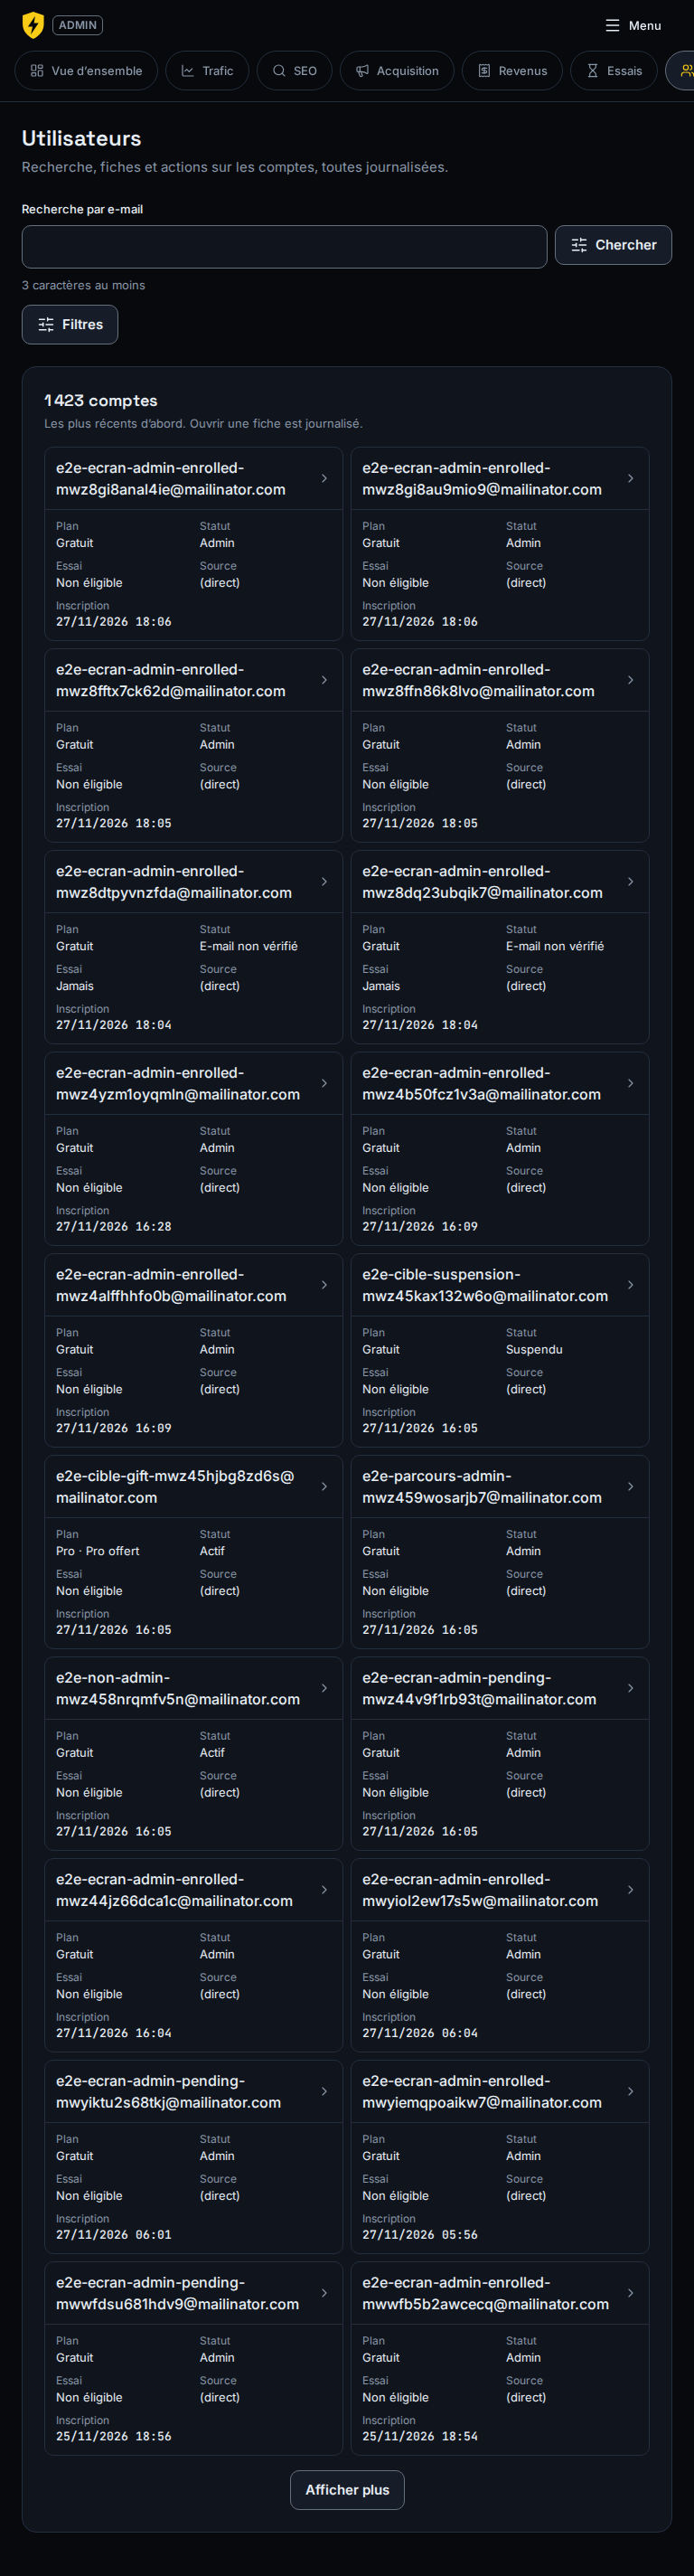 ADMIN
Menu
Vue d’ensemble
Trafic
SEO
Acquisition
Revenus
Essais
Utilisateurs
Recherche, fiches et actions sur les comptes, toutes journalisées.
Recherche par e-mail
Chercher
3 caractères au moins
Filtres
1 423 comptes
Les plus récents d’abord. Ouvrir une fiche est journalisé.
e2e-ecran-admin-enrolled-
mwz8gi8anal4ie@mailinator.com
Plan
Statut
Gratuit
Admin
Essai
Source
Non éligible
(direct)
Inscription
27/11/2026 18:06
e2e-ecran-admin-enrolled-
mwz8gi8au9mio9@mailinator.com
Plan
Statut
Gratuit
Admin
Essai
Source
Non éligible
(direct)
Inscription
27/11/2026 18:06
e2e-ecran-admin-enrolled-
mwz8fftx7ck62d@mailinator.com
Plan
Statut
Gratuit
Admin
Essai
Source
Non éligible
(direct)
Inscription
27/11/2026 18:05
e2e-ecran-admin-enrolled-
mwz8ffn86k8lvo@mailinator.com
Plan
Statut
Gratuit
Admin
Essai
Source
Non éligible
(direct)
Inscription
27/11/2026 18:05
e2e-ecran-admin-enrolled-
mwz8dtpyvnzfda@mailinator.com
Plan
Statut
Gratuit
E-mail non vérifié
Essai
Source
Jamais
(direct)
Inscription
27/11/2026 18:04
e2e-ecran-admin-enrolled-
mwz8dq23ubqik7@mailinator.com
Plan
Statut
Gratuit
E-mail non vérifié
Essai
Source
Jamais
(direct)
Inscription
27/11/2026 18:04
e2e-ecran-admin-enrolled-
mwz4yzm1oyqmln@mailinator.com
Plan
Statut
Gratuit
Admin
Essai
Source
Non éligible
(direct)
Inscription
27/11/2026 16:28
e2e-ecran-admin-enrolled-
mwz4b50fcz1v3a@mailinator.com
Plan
Statut
Gratuit
Admin
Essai
Source
Non éligible
(direct)
Inscription
27/11/2026 16:09
e2e-ecran-admin-enrolled-
mwz4alffhhfo0b@mailinator.com
Plan
Statut
Gratuit
Admin
Essai
Source
Non éligible
(direct)
Inscription
27/11/2026 16:09
e2e-cible-suspension-
mwz45kax132w6o@mailinator.com
Plan
Statut
Gratuit
Suspendu
Essai
Source
Non éligible
(direct)
Inscription
27/11/2026 16:05
e2e-cible-gift-mwz45hjbg8zd6s@
mailinator.com
Plan
Statut
Pro · Pro offert
Actif
Essai
Source
Non éligible
(direct)
Inscription
27/11/2026 16:05
e2e-parcours-admin-
mwz459wosarjb7@mailinator.com
Plan
Statut
Gratuit
Admin
Essai
Source
Non éligible
(direct)
Inscription
27/11/2026 16:05
e2e-non-admin-
mwz458nrqmfv5n@mailinator.com
Plan
Statut
Gratuit
Actif
Essai
Source
Non éligible
(direct)
Inscription
27/11/2026 16:05
e2e-ecran-admin-pending-
mwz44v9f1rb93t@mailinator.com
Plan
Statut
Gratuit
Admin
Essai
Source
Non éligible
(direct)
Inscription
27/11/2026 16:05
e2e-ecran-admin-enrolled-
mwz44jz66dca1c@mailinator.com
Plan
Statut
Gratuit
Admin
Essai
Source
Non éligible
(direct)
Inscription
27/11/2026 16:04
e2e-ecran-admin-enrolled-
mwyiol2ew17s5w@mailinator.com
Plan
Statut
Gratuit
Admin
Essai
Source
Non éligible
(direct)
Inscription
27/11/2026 06:04
e2e-ecran-admin-pending-
mwyiktu2s68tkj@mailinator.com
Plan
Statut
Gratuit
Admin
Essai
Source
Non éligible
(direct)
Inscription
27/11/2026 06:01
e2e-ecran-admin-enrolled-
mwyiemqpoaikw7@mailinator.com
Plan
Statut
Gratuit
Admin
Essai
Source
Non éligible
(direct)
Inscription
27/11/2026 05:56
e2e-ecran-admin-pending-
mwwfdsu681hdv9@mailinator.com
Plan
Statut
Gratuit
Admin
Essai
Source
Non éligible
(direct)
Inscription
25/11/2026 18:56
e2e-ecran-admin-enrolled-
mwwfb5b2awcecq@mailinator.com
Plan
Statut
Gratuit
Admin
Essai
Source
Non éligible
(direct)
Inscription
25/11/2026 18:54
Afficher plus